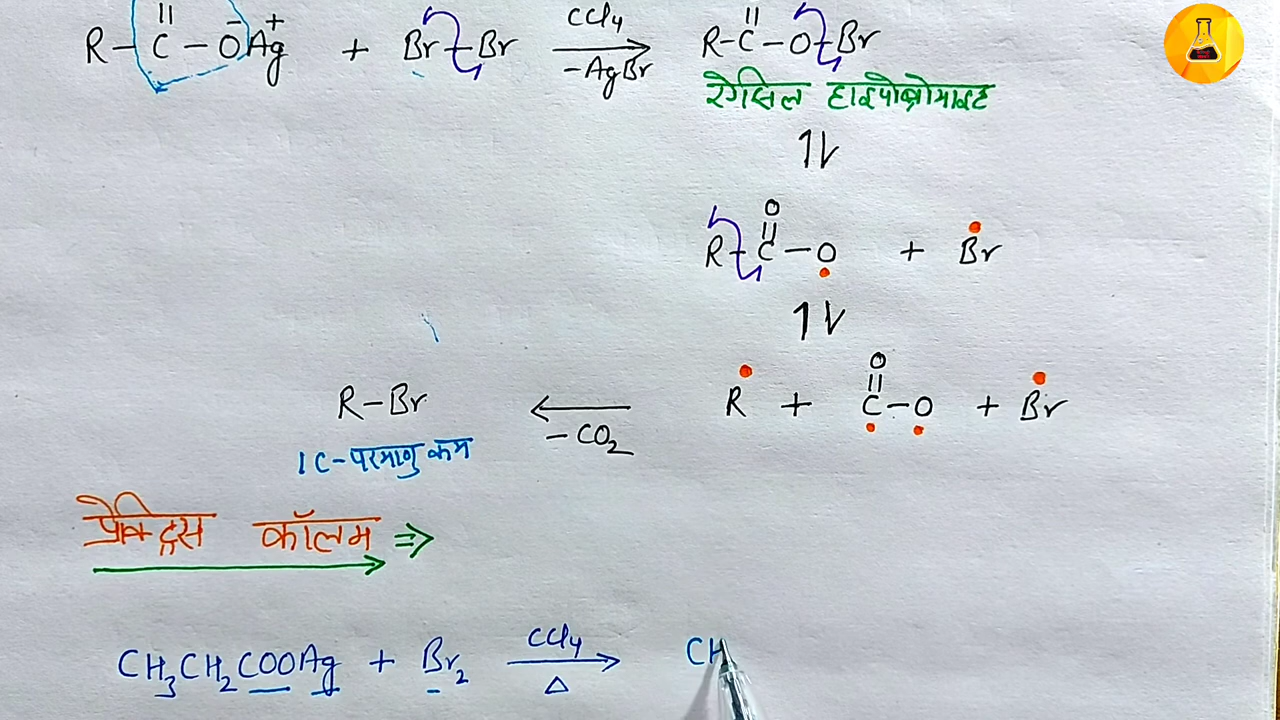 R-C-O⁻Ag⁺ + Br-Br CCl₄ -AgBr R-C-O-Br
हाइपोब्रोमाइट
O
R-C-O + Br
O
R + C-O + Br
R-Br -CO₂
1C-परमाणु कम
प्रैक्ट्रिस कॉलम ⇒
CH₃CH₂COOAg + Br₂ CCl₄ Δ CH